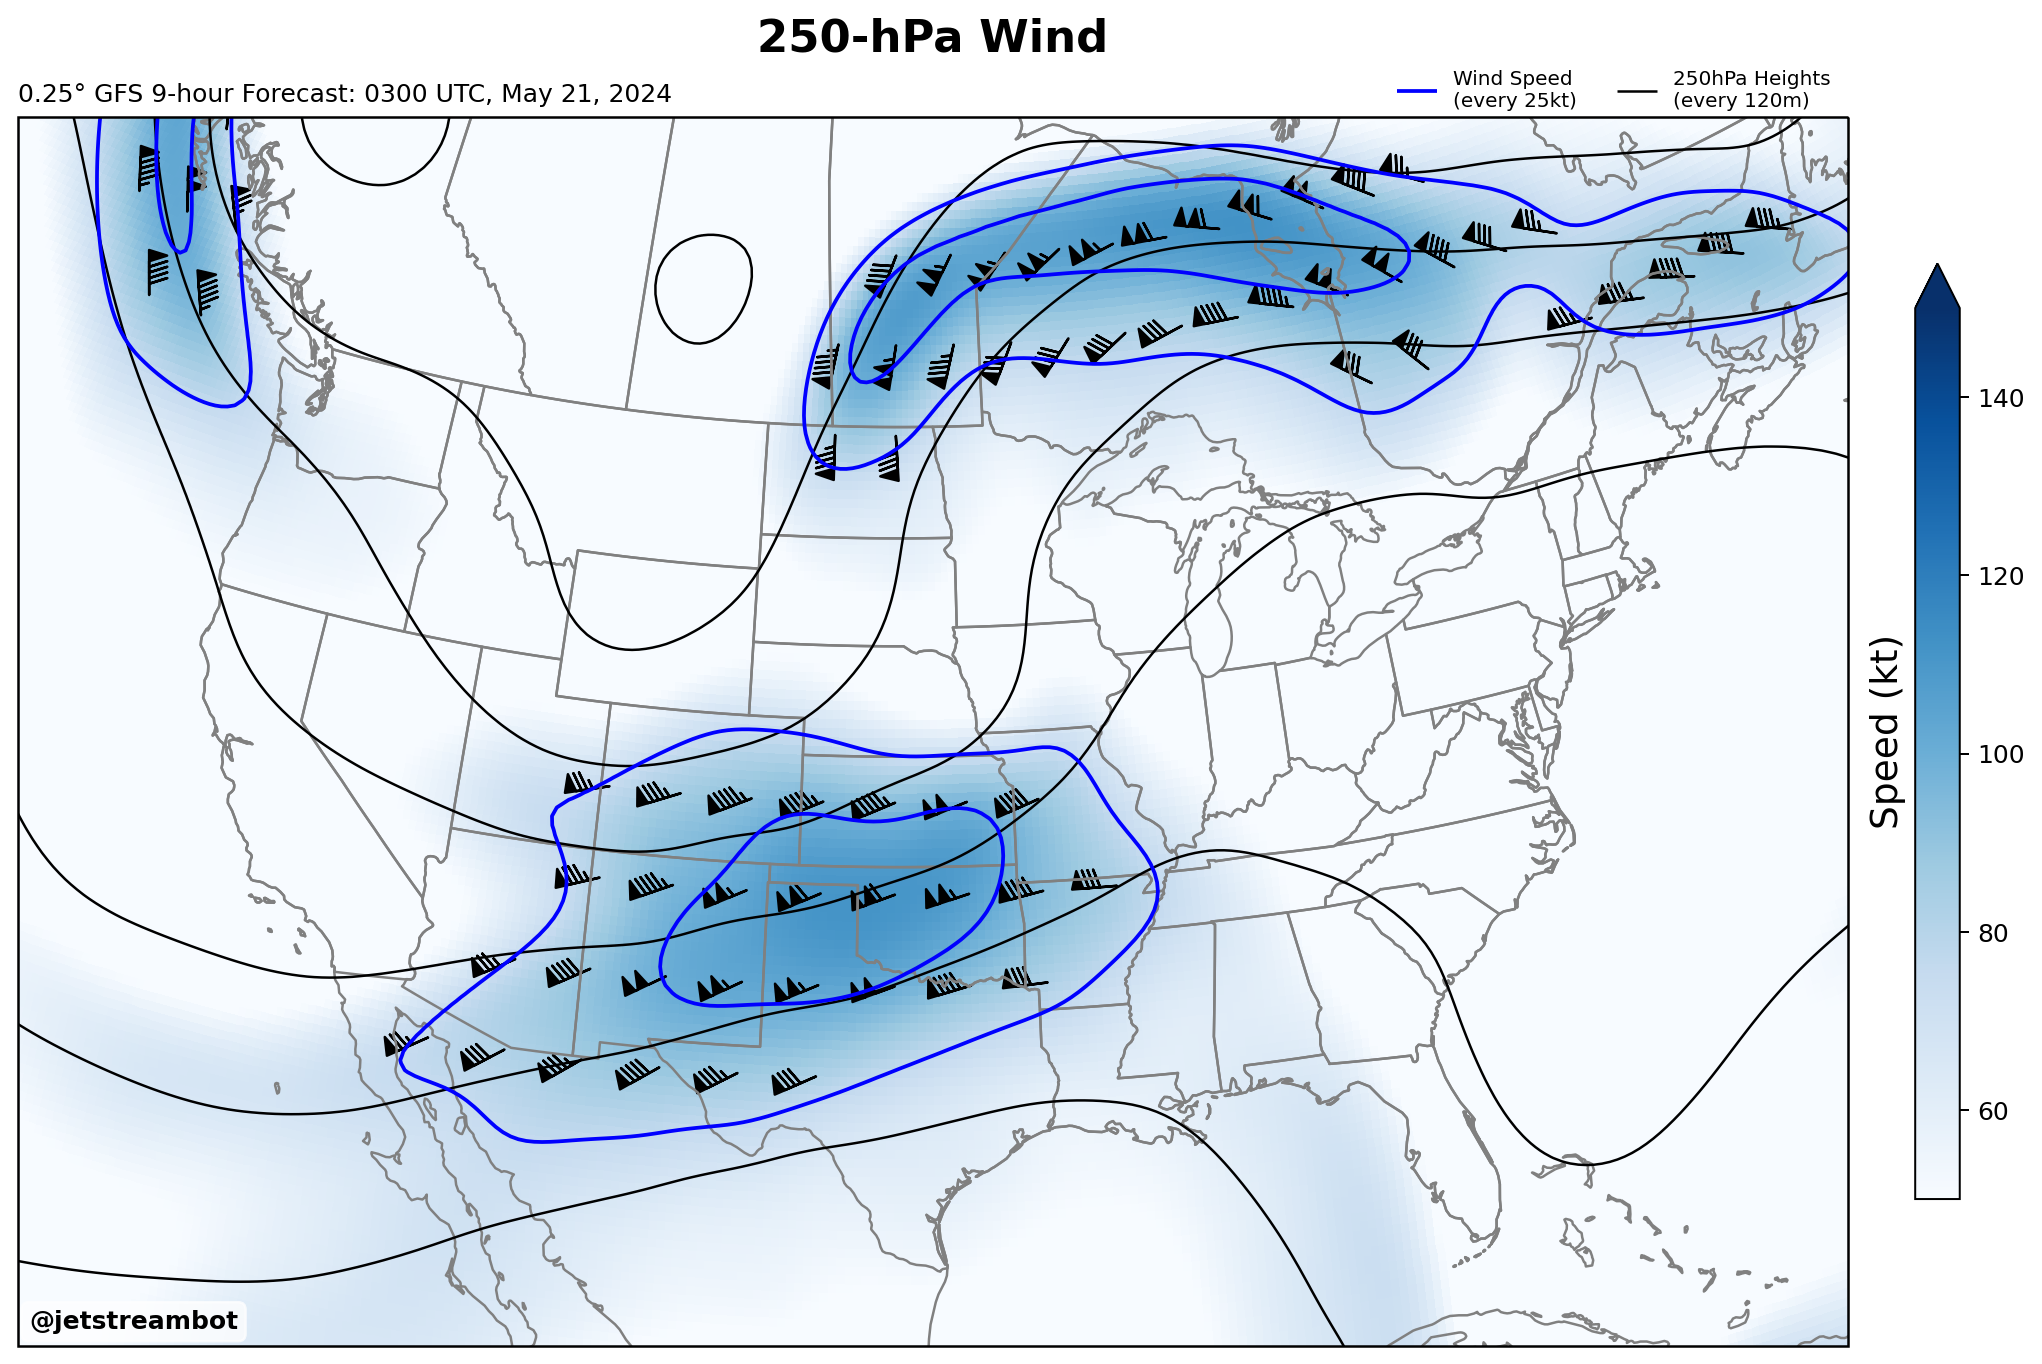 250-hPa Wind
0.25° GFS 9-hour Forecast: 0300 UTC, May 21, 2024
Wind Speed
(every 25kt)
250hPa Heights
(every 120m)
140
120
100
80
60
Speed (kt)
@jetstreambot